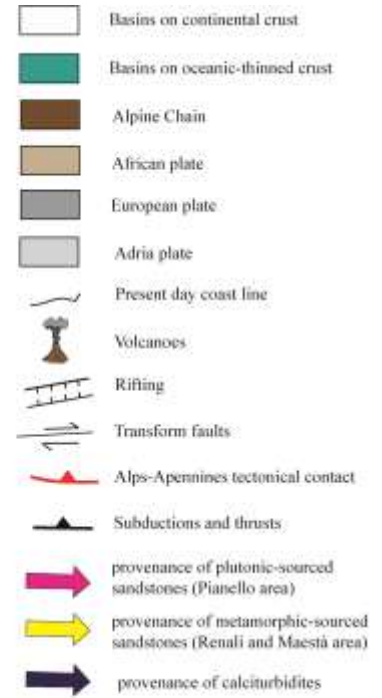 Basins on continental crust
Basins on oceanic-thinned crust
Alpine Chain
African plate
European plate
Adria plate
Present day coast line
Volcanoes
Rifting
Transform faults
Alps-Apennines tectonical contact
Subductions and thrusts
provenance of plutonic-sourced
sandstones (Pianello area)
provenance of metamorphic-sourced
sandstones (Renali and Maestà area)
provenance of calciturbidites